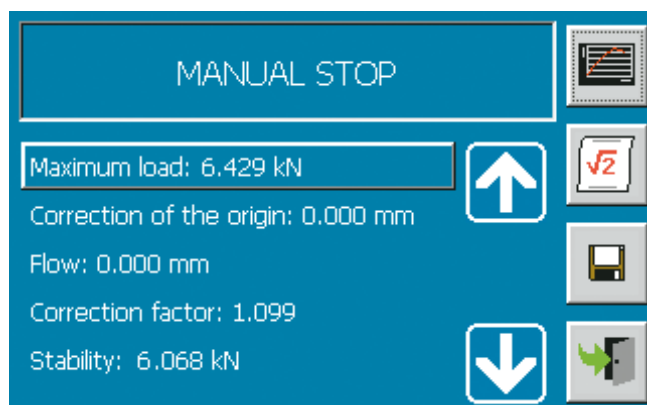 MANUAL STOP
Maximum load: 6.429 kN
Correction of the origin: 0.000 mm
Flow: 0.000 mm
Correction factor: 1.099
Stability: 6.068 kN
√2